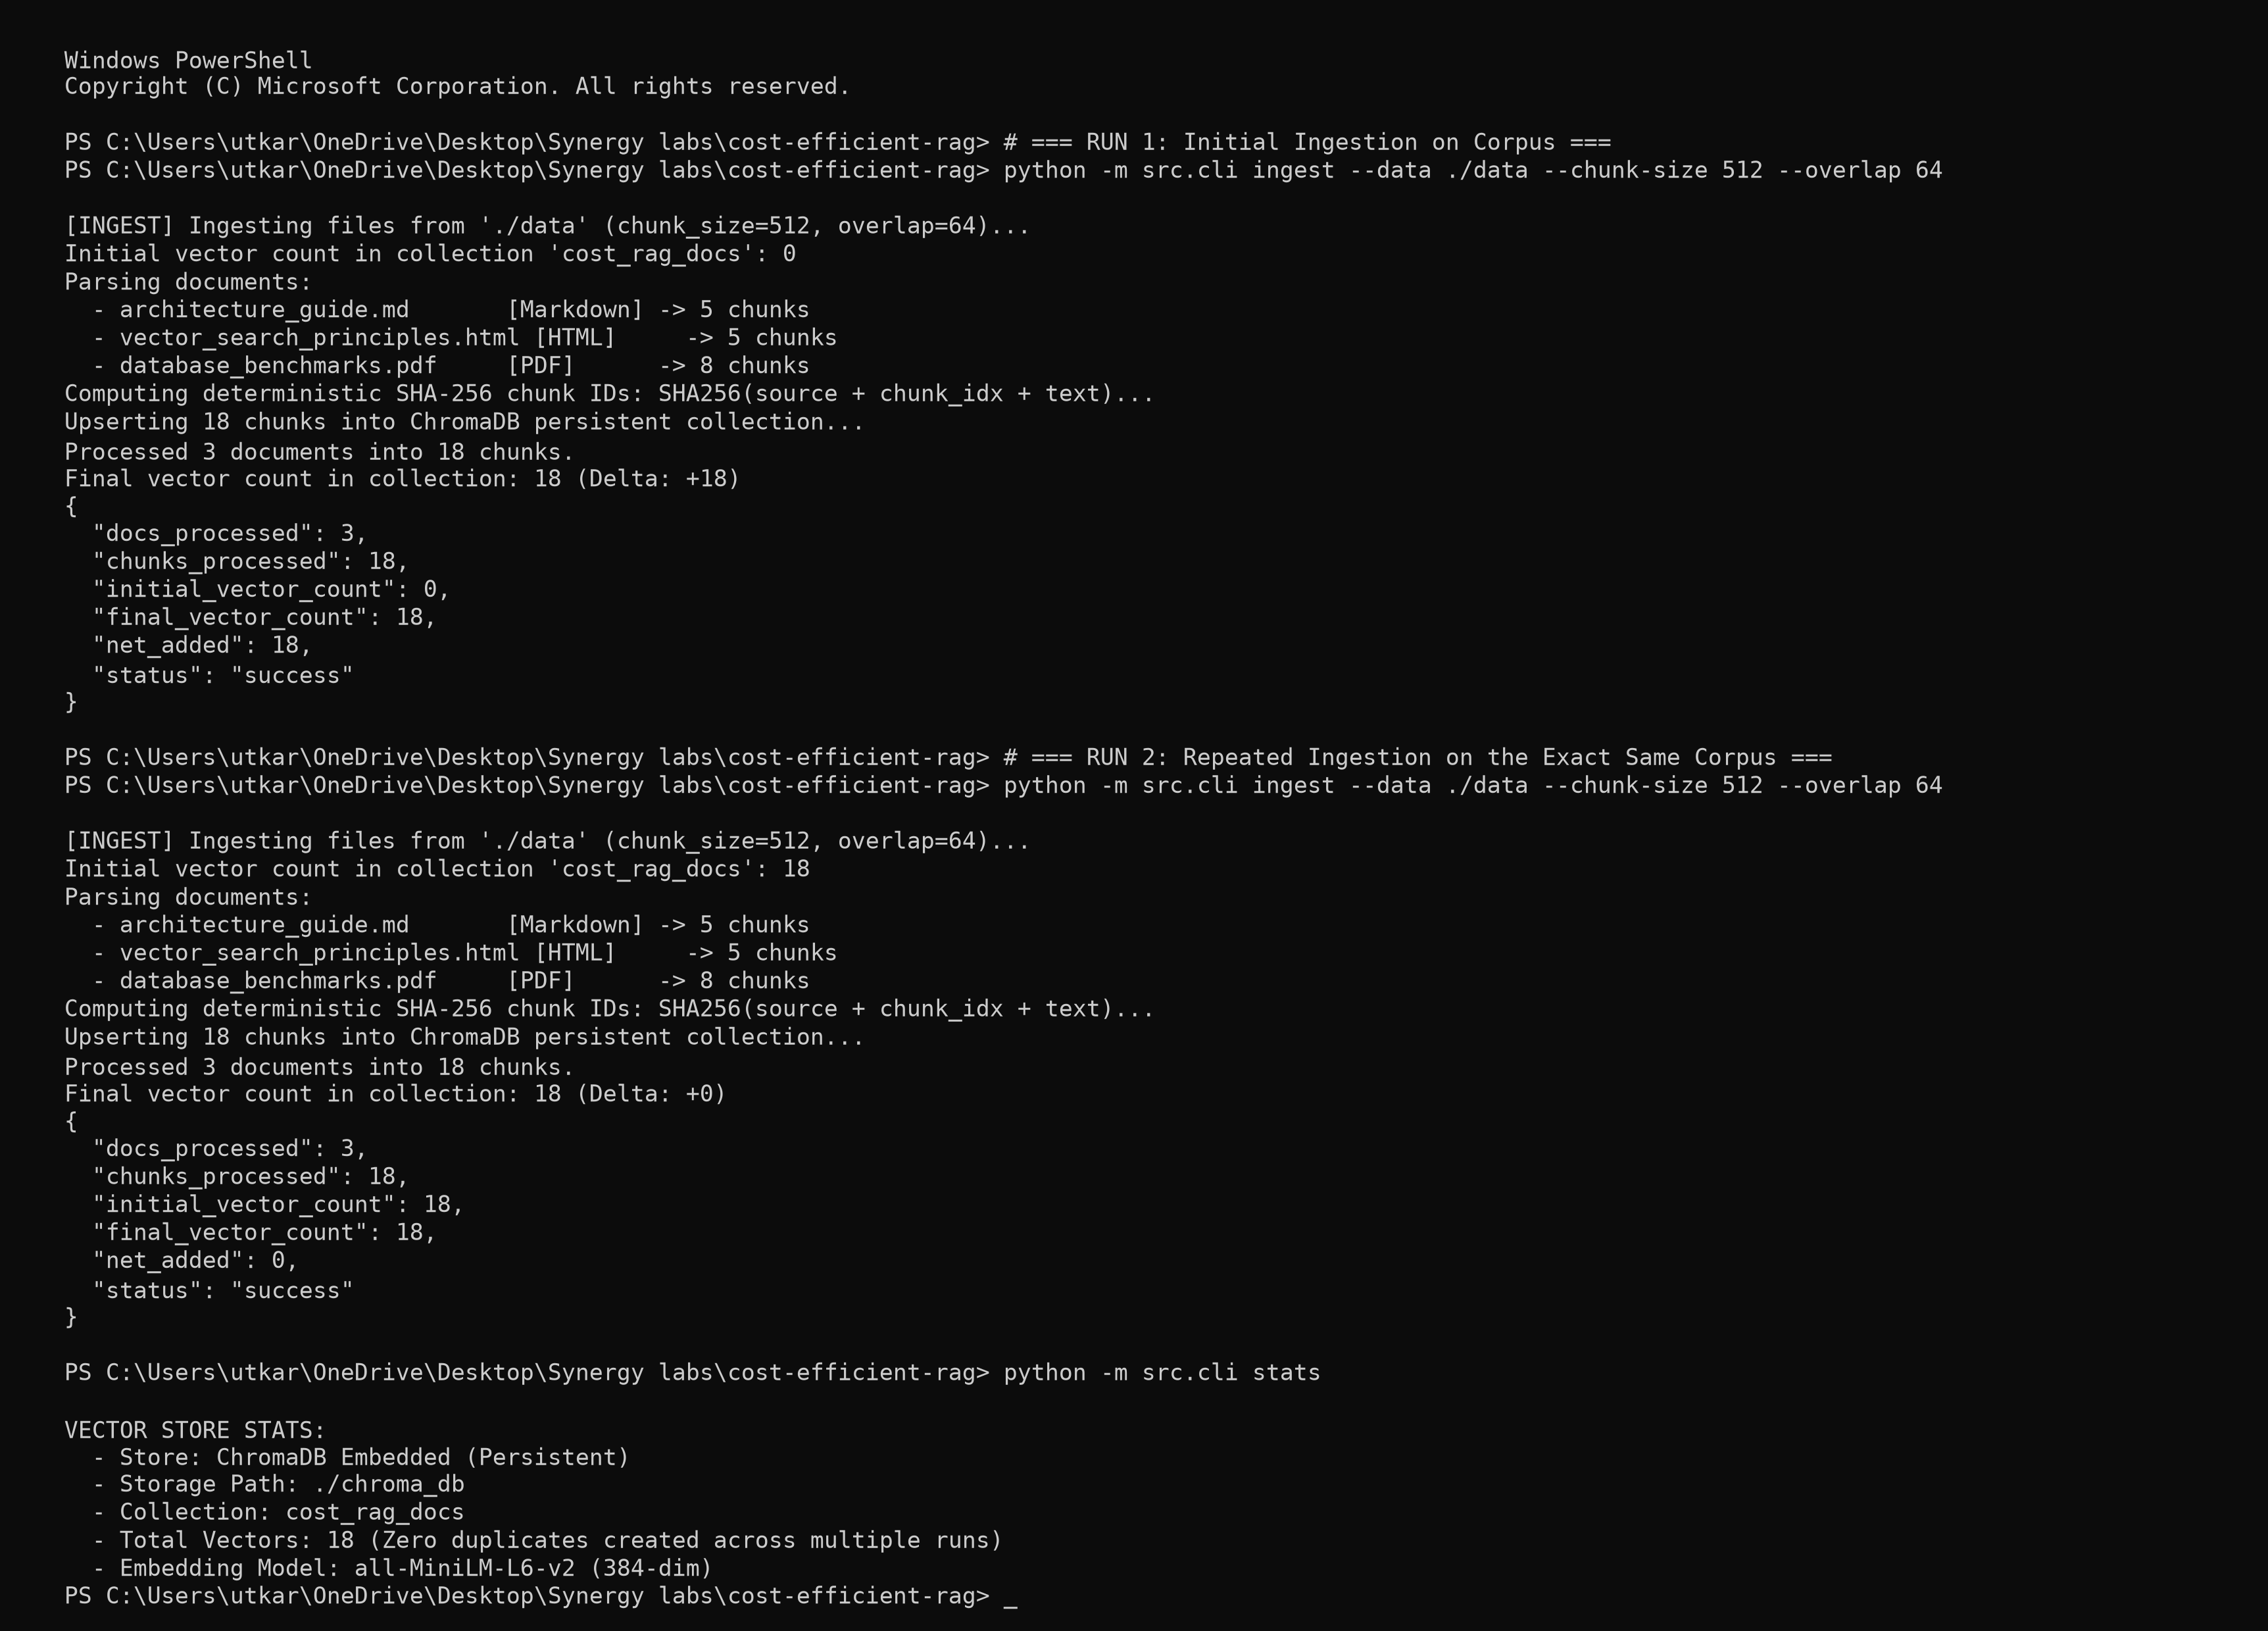 Windows PowerShell
Copyright (C) Microsoft Corporation. All rights reserved.
PS C:\Users\utkar\OneDrive\Desktop\Synergy labs\cost-efficient-rag> # === RUN 1: Initial Ingestion on Corpus ===
PS C:\Users\utkar\OneDrive\Desktop\Synergy labs\cost-efficient-rag> python -m src.cli ingest --data ./data --chunk-size 512 --overlap 64
[INGEST] Ingesting files from './data' (chunk_size=512, overlap=64)...
Initial vector count in collection 'cost_rag_docs': 0
Parsing documents:
  - architecture_guide.md       [Markdown] -> 5 chunks
  - vector_search_principles.html [HTML]     -> 5 chunks
  - database_benchmarks.pdf     [PDF]      -> 8 chunks
Computing deterministic SHA-256 chunk IDs: SHA256(source + chunk_idx + text)...
Upserting 18 chunks into ChromaDB persistent collection...
Processed 3 documents into 18 chunks.
Final vector count in collection: 18 (Delta: +18)
{
  "docs_processed": 3,
  "chunks_processed": 18,
  "initial_vector_count": 0,
  "final_vector_count": 18,
  "net_added": 18,
  "status": "success"
}
PS C:\Users\utkar\OneDrive\Desktop\Synergy labs\cost-efficient-rag> # === RUN 2: Repeated Ingestion on the Exact Same Corpus ===
PS C:\Users\utkar\OneDrive\Desktop\Synergy labs\cost-efficient-rag> python -m src.cli ingest --data ./data --chunk-size 512 --overlap 64
[INGEST] Ingesting files from './data' (chunk_size=512, overlap=64)...
Initial vector count in collection 'cost_rag_docs': 18
Parsing documents:
  - architecture_guide.md       [Markdown] -> 5 chunks
  - vector_search_principles.html [HTML]     -> 5 chunks
  - database_benchmarks.pdf     [PDF]      -> 8 chunks
Computing deterministic SHA-256 chunk IDs: SHA256(source + chunk_idx + text)...
Upserting 18 chunks into ChromaDB persistent collection...
Processed 3 documents into 18 chunks.
Final vector count in collection: 18 (Delta: +0)
{
  "docs_processed": 3,
  "chunks_processed": 18,
  "initial_vector_count": 18,
  "final_vector_count": 18,
  "net_added": 0,
  "status": "success"
}
PS C:\Users\utkar\OneDrive\Desktop\Synergy labs\cost-efficient-rag> python -m src.cli stats
VECTOR STORE STATS:
  - Store: ChromaDB Embedded (Persistent)
  - Storage Path: ./chroma_db
  - Collection: cost_rag_docs
  - Total Vectors: 18 (Zero duplicates created across multiple runs)
  - Embedding Model: all-MiniLM-L6-v2 (384-dim)
PS C:\Users\utkar\OneDrive\Desktop\Synergy labs\cost-efficient-rag> _